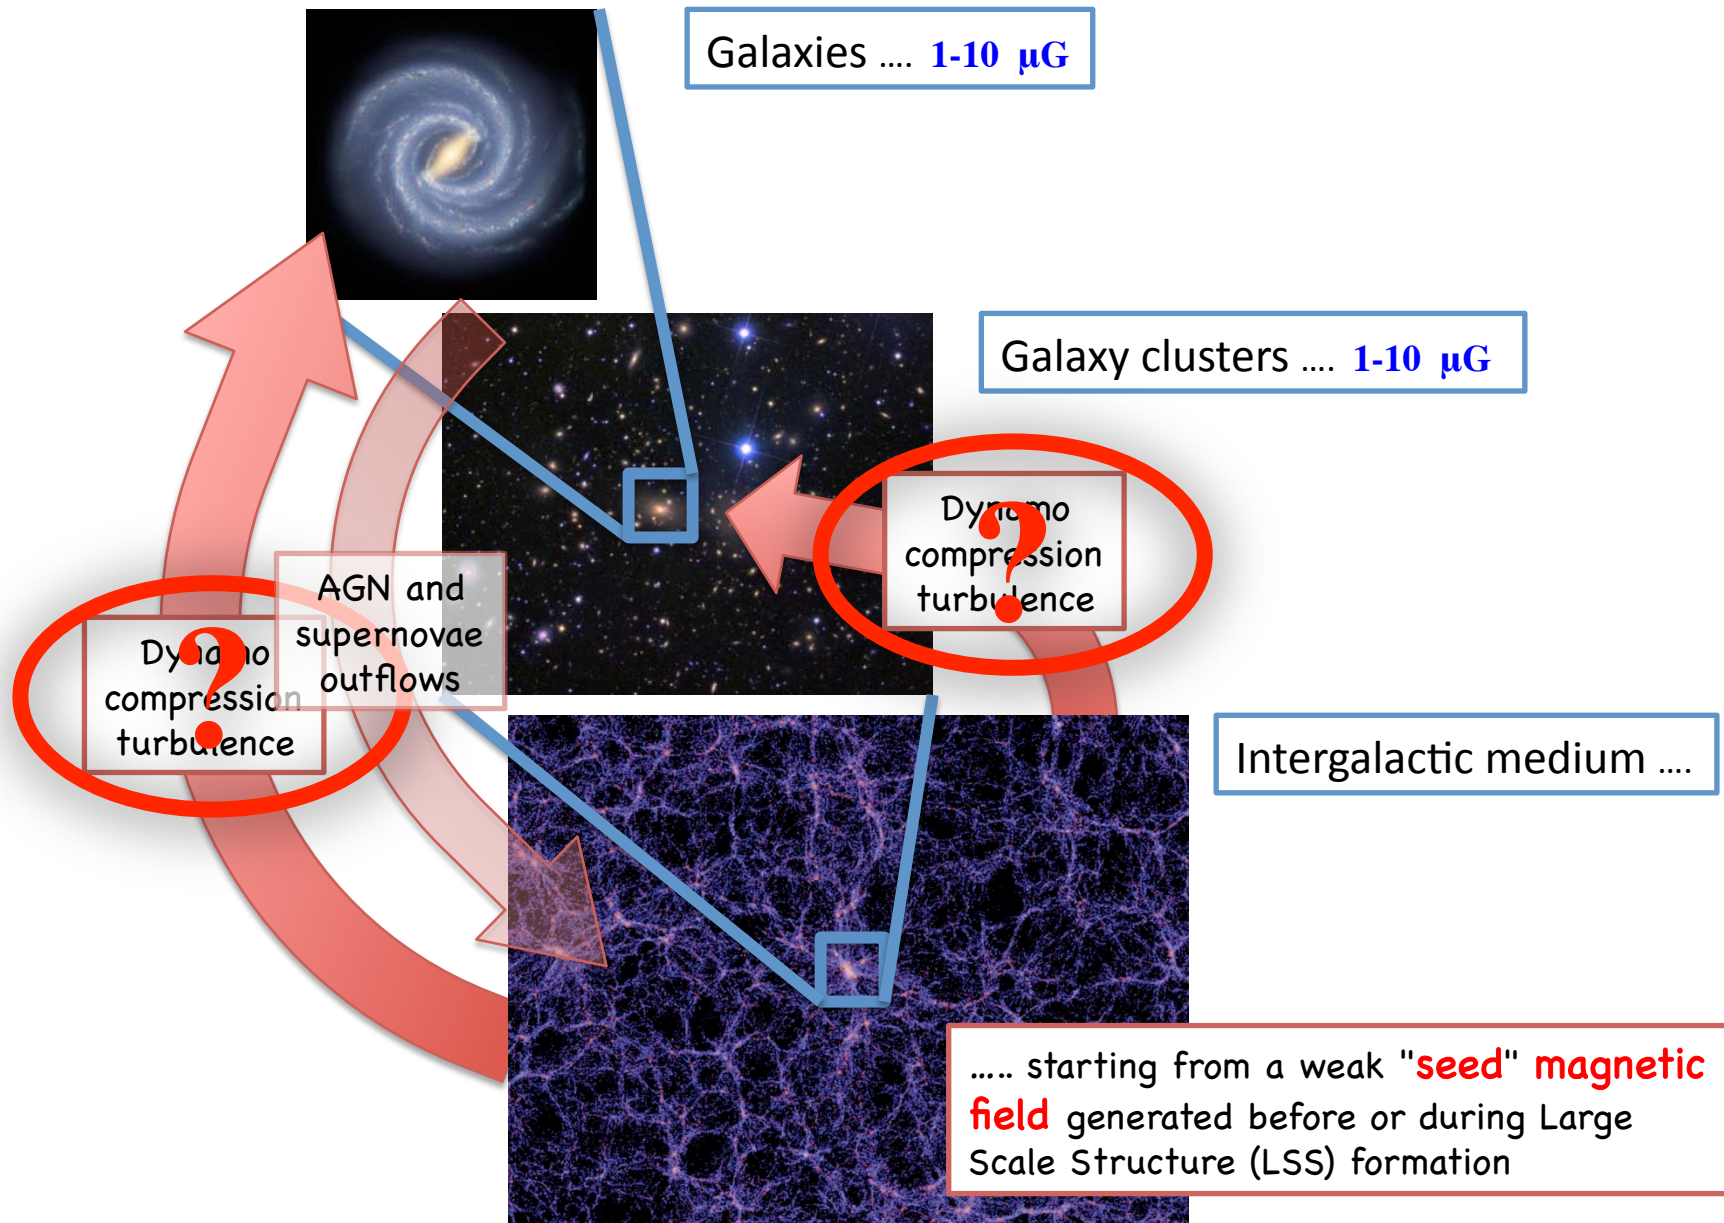 Galaxies .... 1-10 μG
Galaxy clusters .... 1-10 μG
Dynamo
compression
turbulence
?
AGN and
supernovae
outflows
Dynamo
compression
turbulence
?
Intergalactic medium ....
..... starting from a weak "seed" magnetic
field generated before or during Large
Scale Structure (LSS) formation